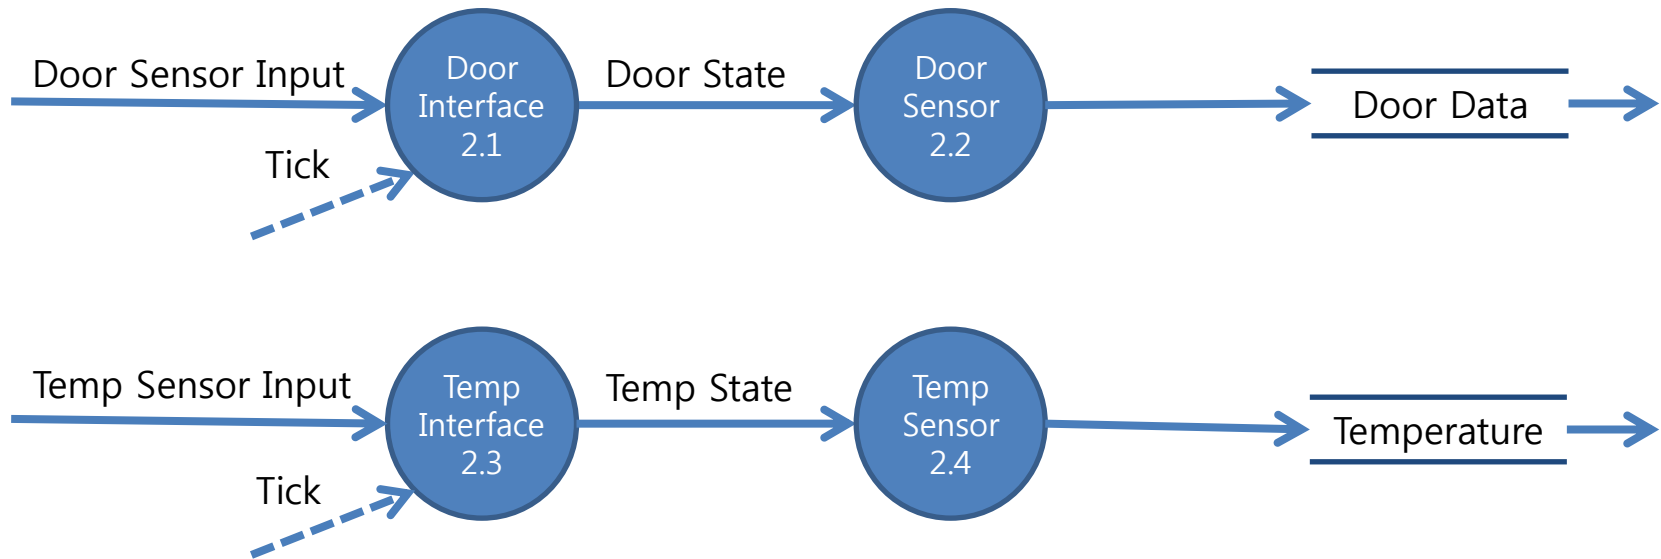 Door Sensor Input
Door
Interface
2.1
Door State
Door
Sensor
2.2
Door Data
Tick
Temp Sensor Input
Temp
Interface
2.3
Temp State
Temp
Sensor
2.4
Temperature
Tick